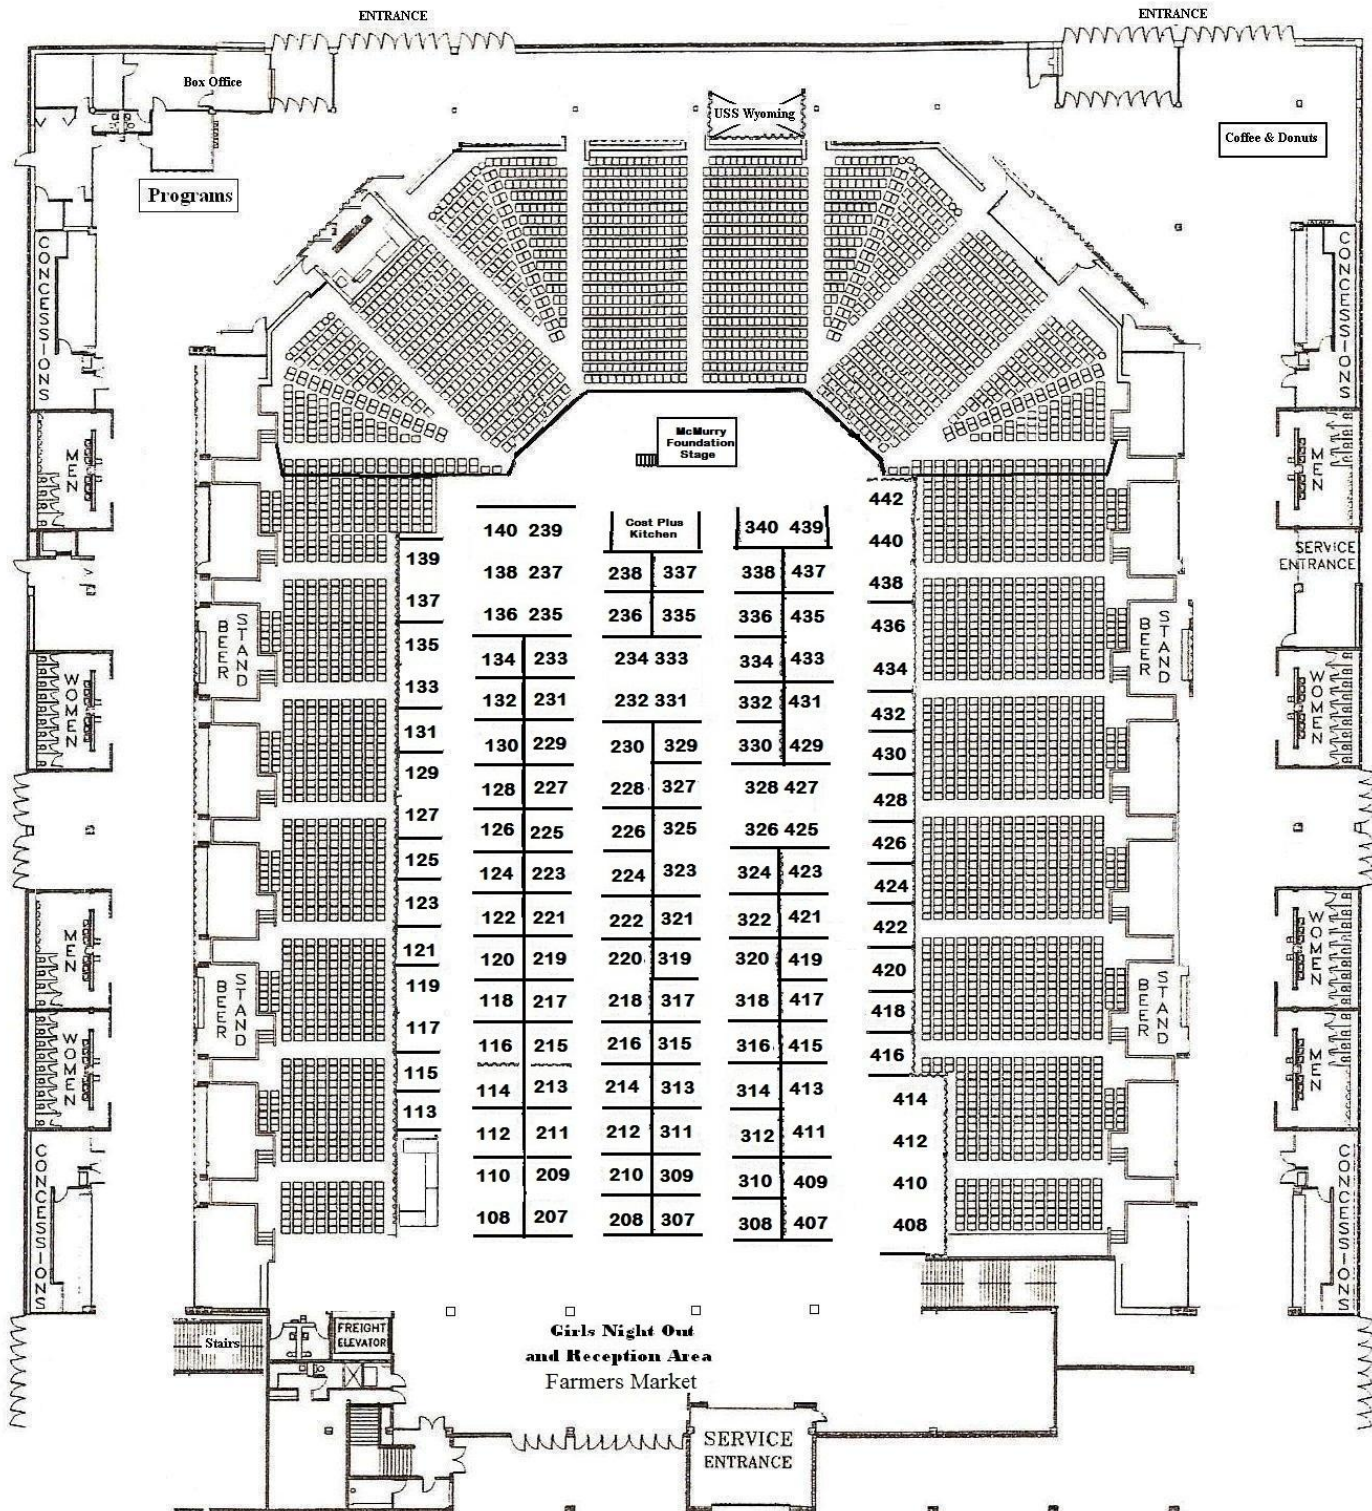 ENTRANCE
ENTRANCE
Box Office
USS Wyoming
Coffee & Donuts
Programs
CONCESSIONS
CONCESSIONS
McMurry
Foundation
Stage
MEN
MEN
SERVICE
ENTRANCE
140 239
Cost Plus
Kitchen
340 439
442
139
138 237
238 337
338 437
440
137
136 235
236 335
336 435
438
135
134 233
234 333
334 433
436
133
132 231
232 331
332 431
434
131
130 229
230 329
330 429
432
129
128 227
228 327
328 427
430
127
126 225
226 325
326 425
428
125
124 223
224 323
324 423
426
123
122 221
222 321
322 421
424
121
120 219
220 319
320 419
422
119
118 217
218 317
318 417
420
117
116 215
216 315
316 415
418
115
114 213
214 313
314 413
416
113
112 211
212 311
312 411
414
110 209
210 309
310 409
412
108 207
208 307
308 407
410
408
BEER
STAND
BEER
STAND
WOMEN
WOMEN
MEN
WOMEN
BEER
STAND
BEER
STAND
WOMEN
MEN
CONCESSIONS
CONCESSIONS
Stairs
FREIGHT
ELEVATOR
Girls Night Out
and Reception Area
Farmers Market
SERVICE
ENTRANCE